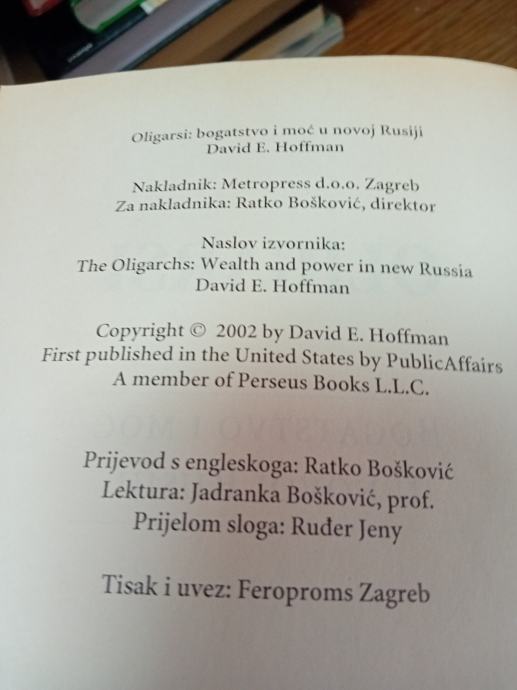 Oligarsi: bogatstvo i moć u novoj Rusiji
David E. Hoffman
Nakladnik: Metropress d.o.o. Zagreb
Za nakladnika: Ratko Bošković, direktor
Naslov izvornika:
The Oligarchs: Wealth and power in new Russia
David E. Hoffman
Copyright © 2002 by David E. Hoffman
First published in the United States by PublicAffairs
A member of Perseus Books L.L.C.
Prijevod s engleskoga: Ratko Bošković
Lektura: Jadranka Bošković, prof.
Prijelom sloga: Ruđer Jeny
Tisak i uvez: Feroproms Zagreb